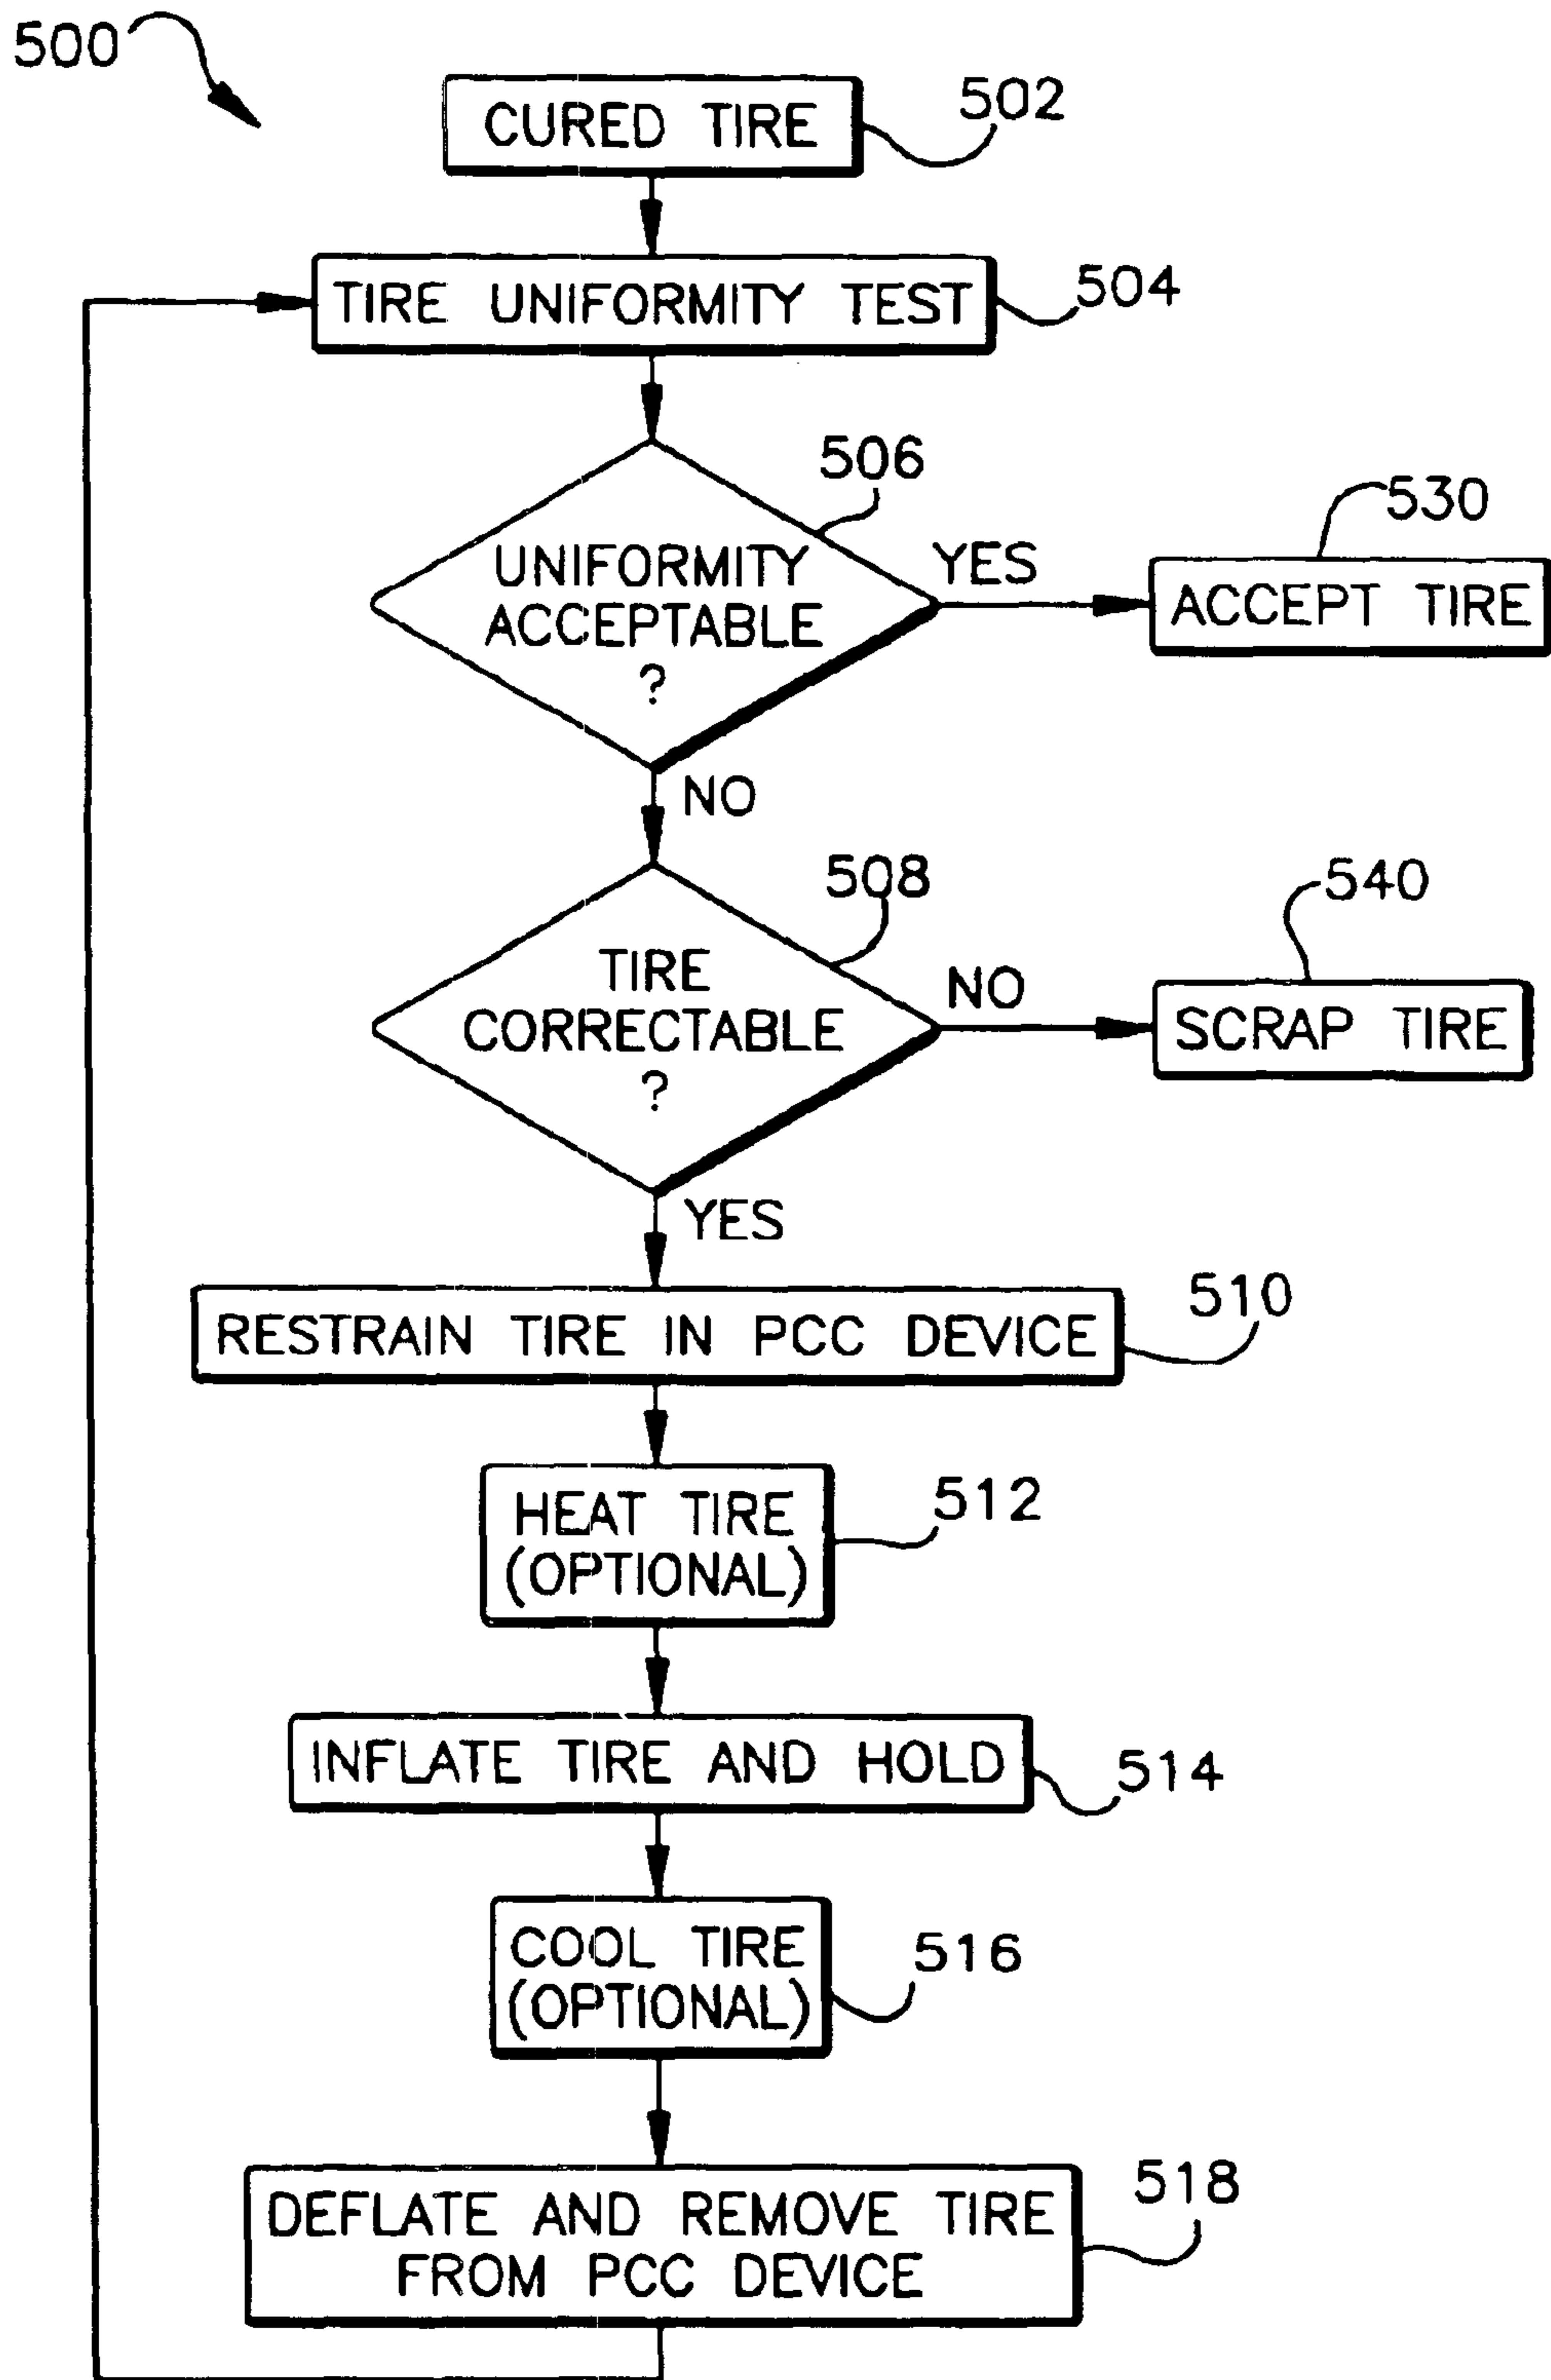 500
CURED TIRE
502
TIRE UNIFORMITY TEST
504
506
UNIFORMITY
ACCEPTABLE
?
YES
530
ACCEPT TIRE
NO
508
TIRE
CORRECTABLE
?
NO
540
SCRAP TIRE
YES
RESTRAIN TIRE IN PCC DEVICE
510
HEAT TIRE
(OPTIONAL)
512
INFLATE TIRE AND HOLD
514
COOL TIRE
(OPTIONAL)
516
DEFLATE AND REMOVE TIRE
FROM PCC DEVICE
518